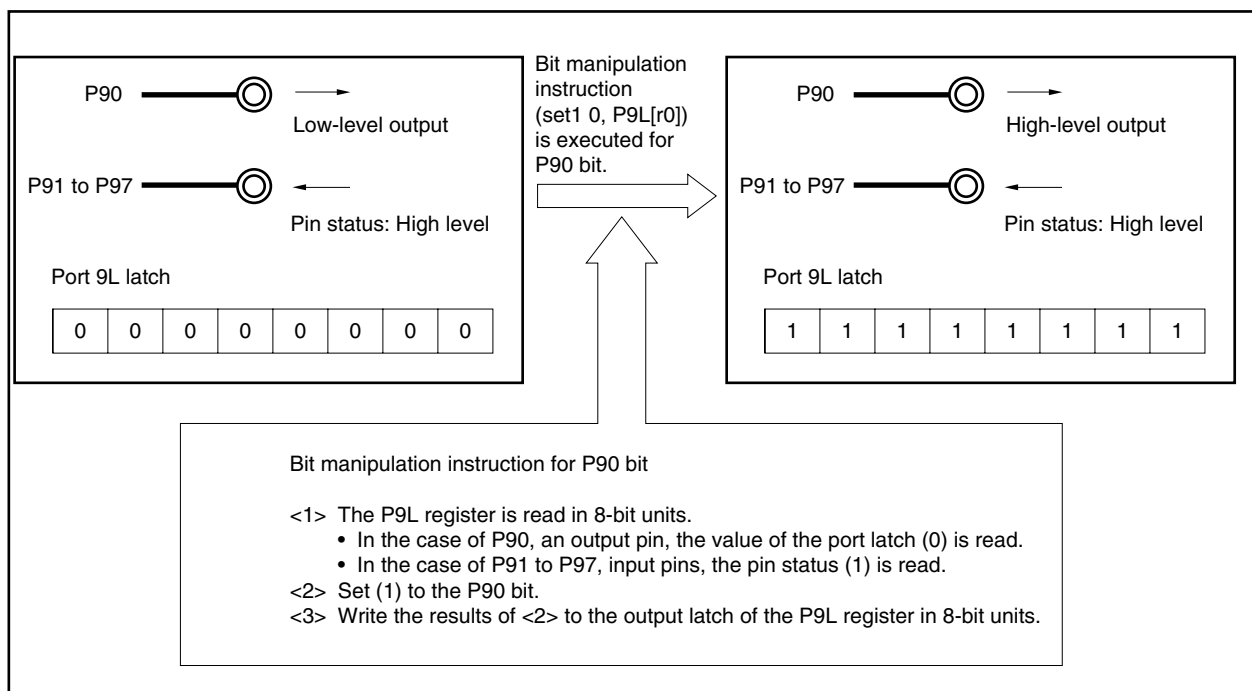 P90
Low-level output
P91 to P97
Pin status: High level
Port 9L latch
0 0 0 0 0 0 0 0
Bit manipulation
instruction
(set1 0, P9L[r0])
is executed for
P90 bit.
P90
High-level output
P91 to P97
Pin status: High level
Port 9L latch
1 1 1 1 1 1 1 1
Bit manipulation instruction for P90 bit
<1> The P9L register is read in 8-bit units.
• In the case of P90, an output pin, the value of the port latch (0) is read.
• In the case of P91 to P97, input pins, the pin status (1) is read.
<2> Set (1) to the P90 bit.
<3> Write the results of <2> to the output latch of the P9L register in 8-bit units.